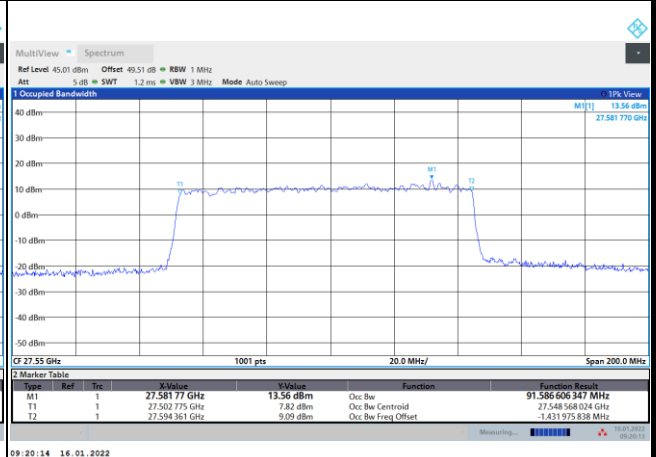 MultiView Spectrum
Ref Level 45.01 dBm Offset 49.51 dB RBW 1 MHz
Att 5 dB SWT 1.2 ms VBW 3 MHz Mode Auto Sweep
1 Occupied Bandwidth 1Pk View
M1[1] 13.56 dBm
27.581 770 GHz
40 dBm
30 dBm
20 dBm
M1
T1
T2
10 dBm
0 dBm
-10 dBm
-20 dBm
-30 dBm
-40 dBm
-50 dBm
CF 27.55 GHz 1001 pts 20.0 MHz/ Span 200.0 MHz
2 Marker Table
Type Ref Trc X-Value Y-Value Function Function Result
M1 1 27.581 77 GHz 13.56 dBm Occ Bw 91.586 606 347 MHz
T1 1 27.502 775 GHz 7.82 dBm Occ Bw Centroid 27.548 568 024 GHz
T2 1 27.594 361 GHz 9.09 dBm Occ Bw Freq Offset -1.431 975 838 MHz
Measuring... 16.01.2022
09:20:13
09:20:14 16.01.2022